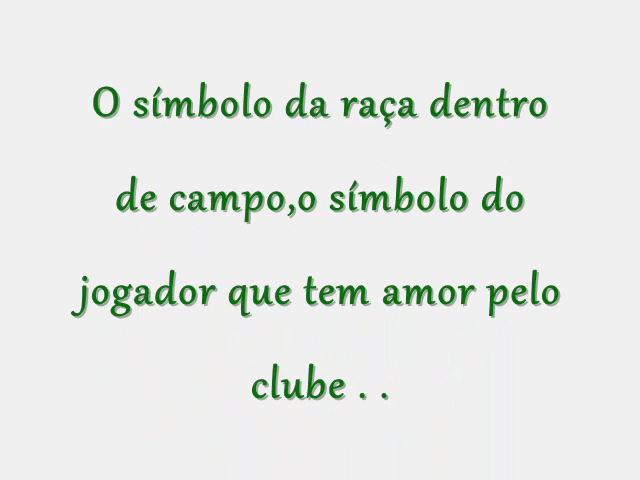 O símbolo da raça dentro
de campo,o símbolo do
jogador que tem amor pelo
clube . .